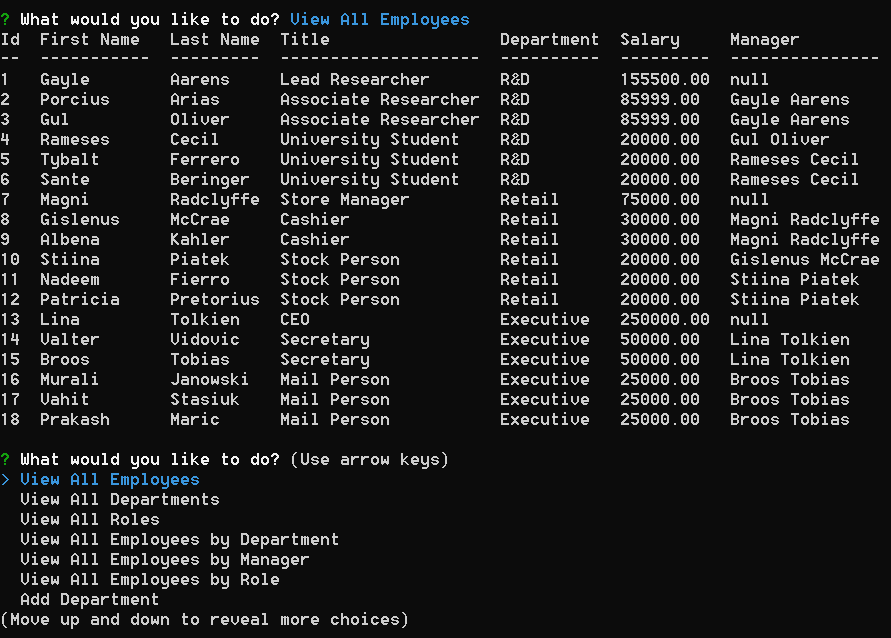 ? What would you like to do? View All Employees
Id  First Name   Last Name  Title                 Department  Salary     Manager
--  -----------  ---------  --------------------  ----------  ---------  ---------------
1   Gayle        Aarens     Lead Researcher       R&D         155500.00  null
2   Porcius      Arias      Associate Researcher  R&D         85999.00   Gayle Aarens
3   Gul          Oliver     Associate Researcher  R&D         85999.00   Gayle Aarens
4   Rameses      Cecil      University Student    R&D         20000.00   Gul Oliver
5   Tybalt       Ferrero    University Student    R&D         20000.00   Rameses Cecil
6   Sante        Beringer   University Student    R&D         20000.00   Rameses Cecil
7   Magni        Radclyffe  Store Manager         Retail      75000.00   null
8   Gislenus     McCrae     Cashier               Retail      30000.00   Magni Radclyffe
9   Albena       Kahler     Cashier               Retail      30000.00   Magni Radclyffe
10  Stiina       Piatek     Stock Person          Retail      20000.00   Gislenus McCrae
11  Nadeem       Fierro     Stock Person          Retail      20000.00   Stiina Piatek
12  Patricia     Pretorius  Stock Person          Retail      20000.00   Stiina Piatek
13  Lina         Tolkien    CEO                   Executive   250000.00  null
14  Valter       Vidovic    Secretary             Executive   50000.00   Lina Tolkien
15  Broos        Tobias     Secretary             Executive   50000.00   Lina Tolkien
16  Murali       Janowski   Mail Person           Executive   25000.00   Broos Tobias
17  Vahit        Stasiuk    Mail Person           Executive   25000.00   Broos Tobias
18  Prakash      Maric      Mail Person           Executive   25000.00   Broos Tobias
? What would you like to do? (Use arrow keys)
> View All Employees
  View All Departments
  View All Roles
  View All Employees by Department
  View All Employees by Manager
  View All Employees by Role
  Add Department
(Move up and down to reveal more choices)